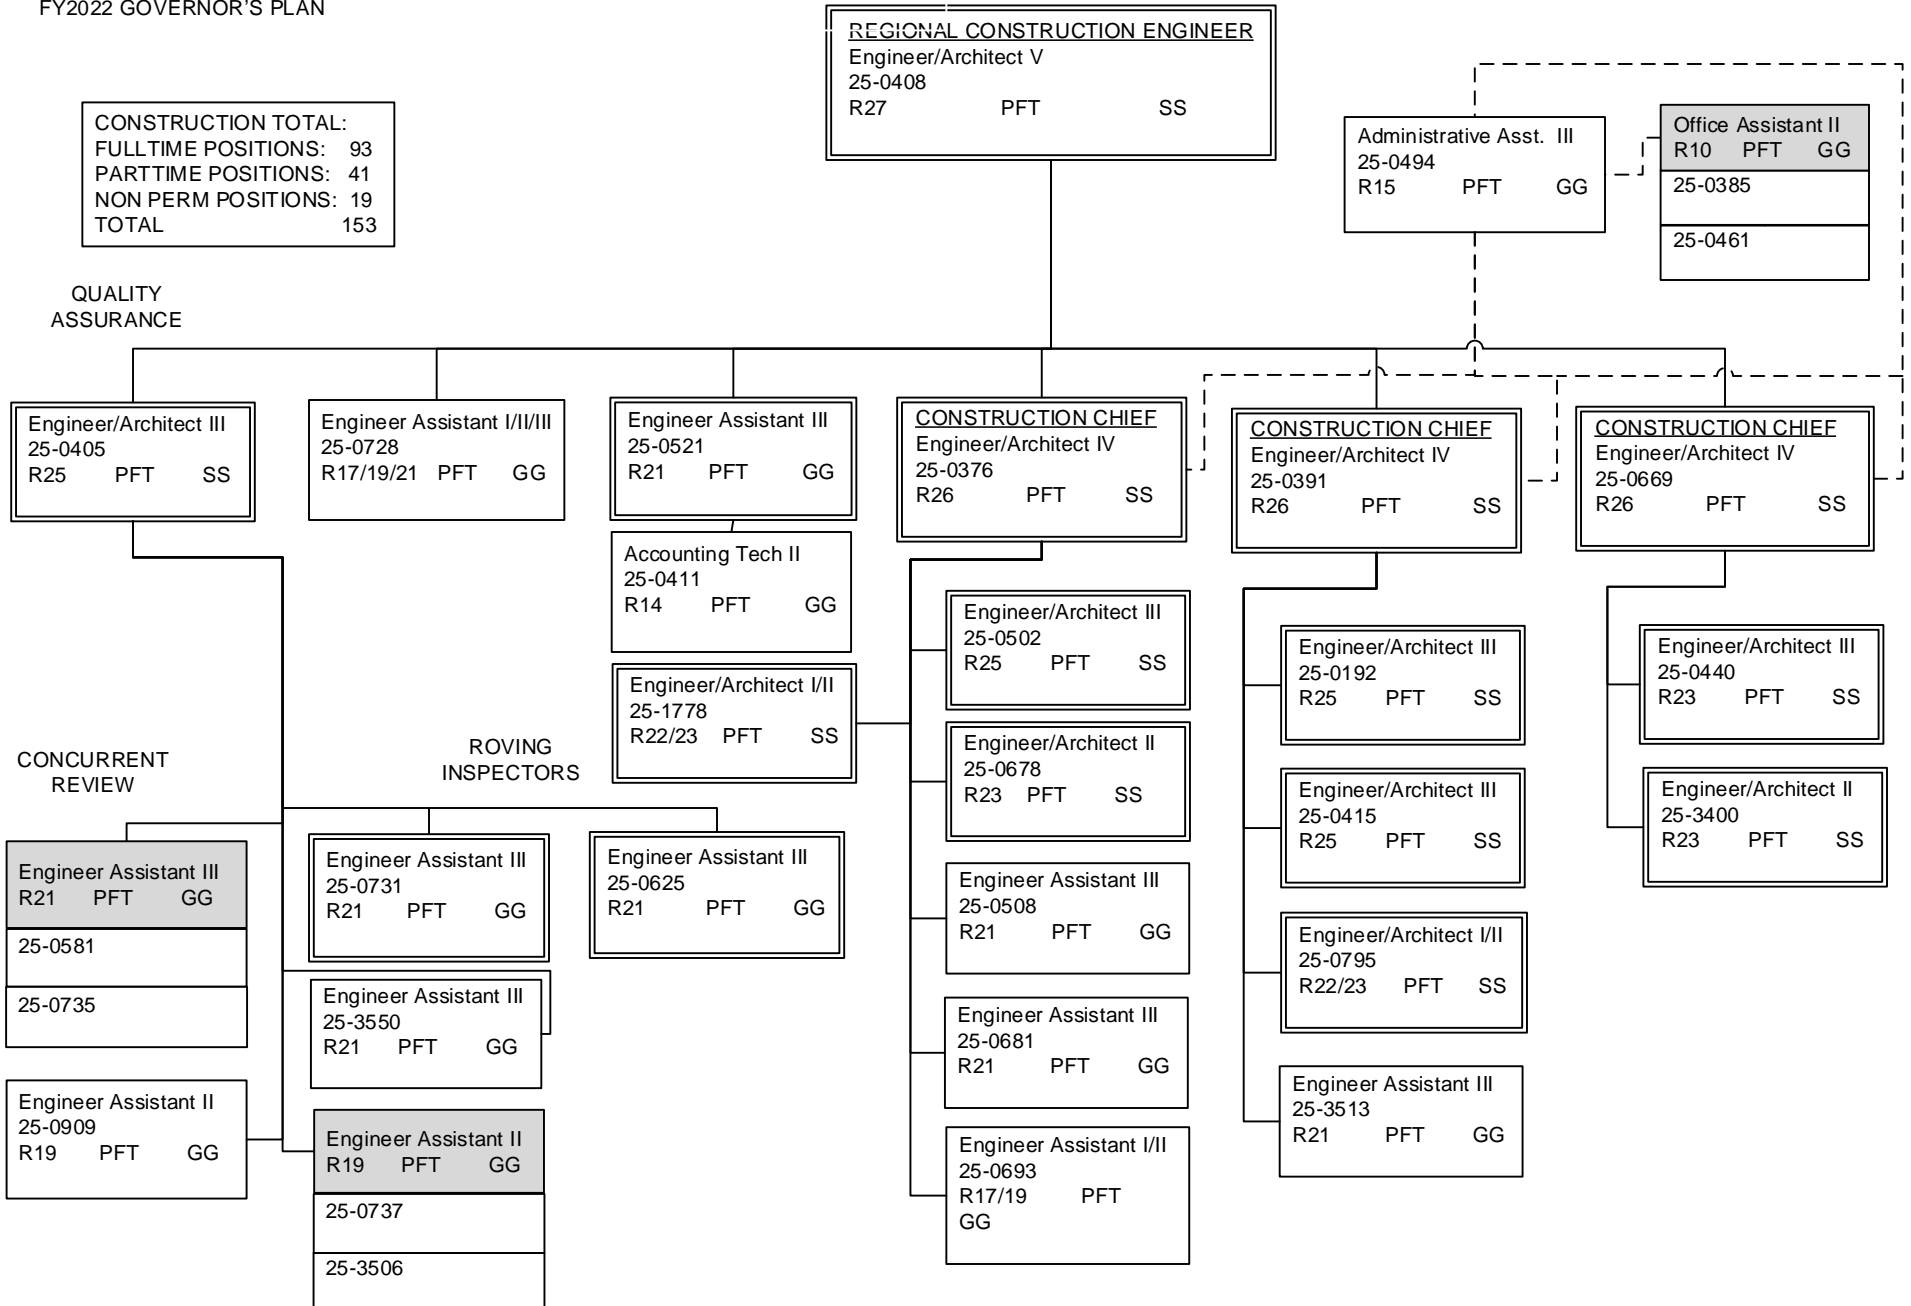 FY2022 GOVERNOR'S PLAN
REGIONAL CONSTRUCTION ENGINEER
Engineer/Architect V
25-0408
R27 PFT SS
CONSTRUCTION TOTAL:
FULLTIME POSITIONS: 93
PARTTIME POSITIONS: 41
NON PERM POSITIONS: 19
TOTAL 153
Administrative Asst. III
25-0494
R15 PFT GG
Office Assistant II
R10 PFT GG
25-0385
25-0461
QUALITY
ASSURANCE
Engineer/Architect III
25-0405
R25 PFT SS
Engineer Assistant I/II/III
25-0728
R17/19/21 PFT GG
Engineer Assistant III
25-0521
R21 PFT GG
CONSTRUCTION CHIEF
Engineer/Architect IV
25-0376
R26 PFT SS
CONSTRUCTION CHIEF
Engineer/Architect IV
25-0391
R26 PFT SS
CONSTRUCTION CHIEF
Engineer/Architect IV
25-0669
R26 PFT SS
Accounting Tech II
25-0411
R14 PFT GG
Engineer/Architect I/II
25-1778
R22/23 PFT SS
Engineer/Architect III
25-0502
R25 PFT SS
Engineer/Architect II
25-0678
R23 PFT SS
Engineer Assistant III
25-0508
R21 PFT GG
Engineer Assistant III
25-0681
R21 PFT GG
Engineer Assistant I/II
25-0693
R17/19 PFT
GG
Engineer/Architect III
25-0192
R25 PFT SS
Engineer/Architect III
25-0415
R25 PFT SS
Engineer/Architect I/II
25-0795
R22/23 PFT SS
Engineer Assistant III
25-3513
R21 PFT GG
Engineer/Architect III
25-0440
R23 PFT SS
Engineer/Architect II
25-3400
R23 PFT SS
CONCURRENT
REVIEW
ROVING
INSPECTORS
Engineer Assistant III
R21 PFT GG
25-0581
25-0735
Engineer Assistant II
25-0909
R19 PFT GG
Engineer Assistant III
25-0731
R21 PFT GG
Engineer Assistant III
25-0625
R21 PFT GG
Engineer Assistant III
25-3550
R21 PFT GG
Engineer Assistant II
R19 PFT GG
25-0737
25-3506